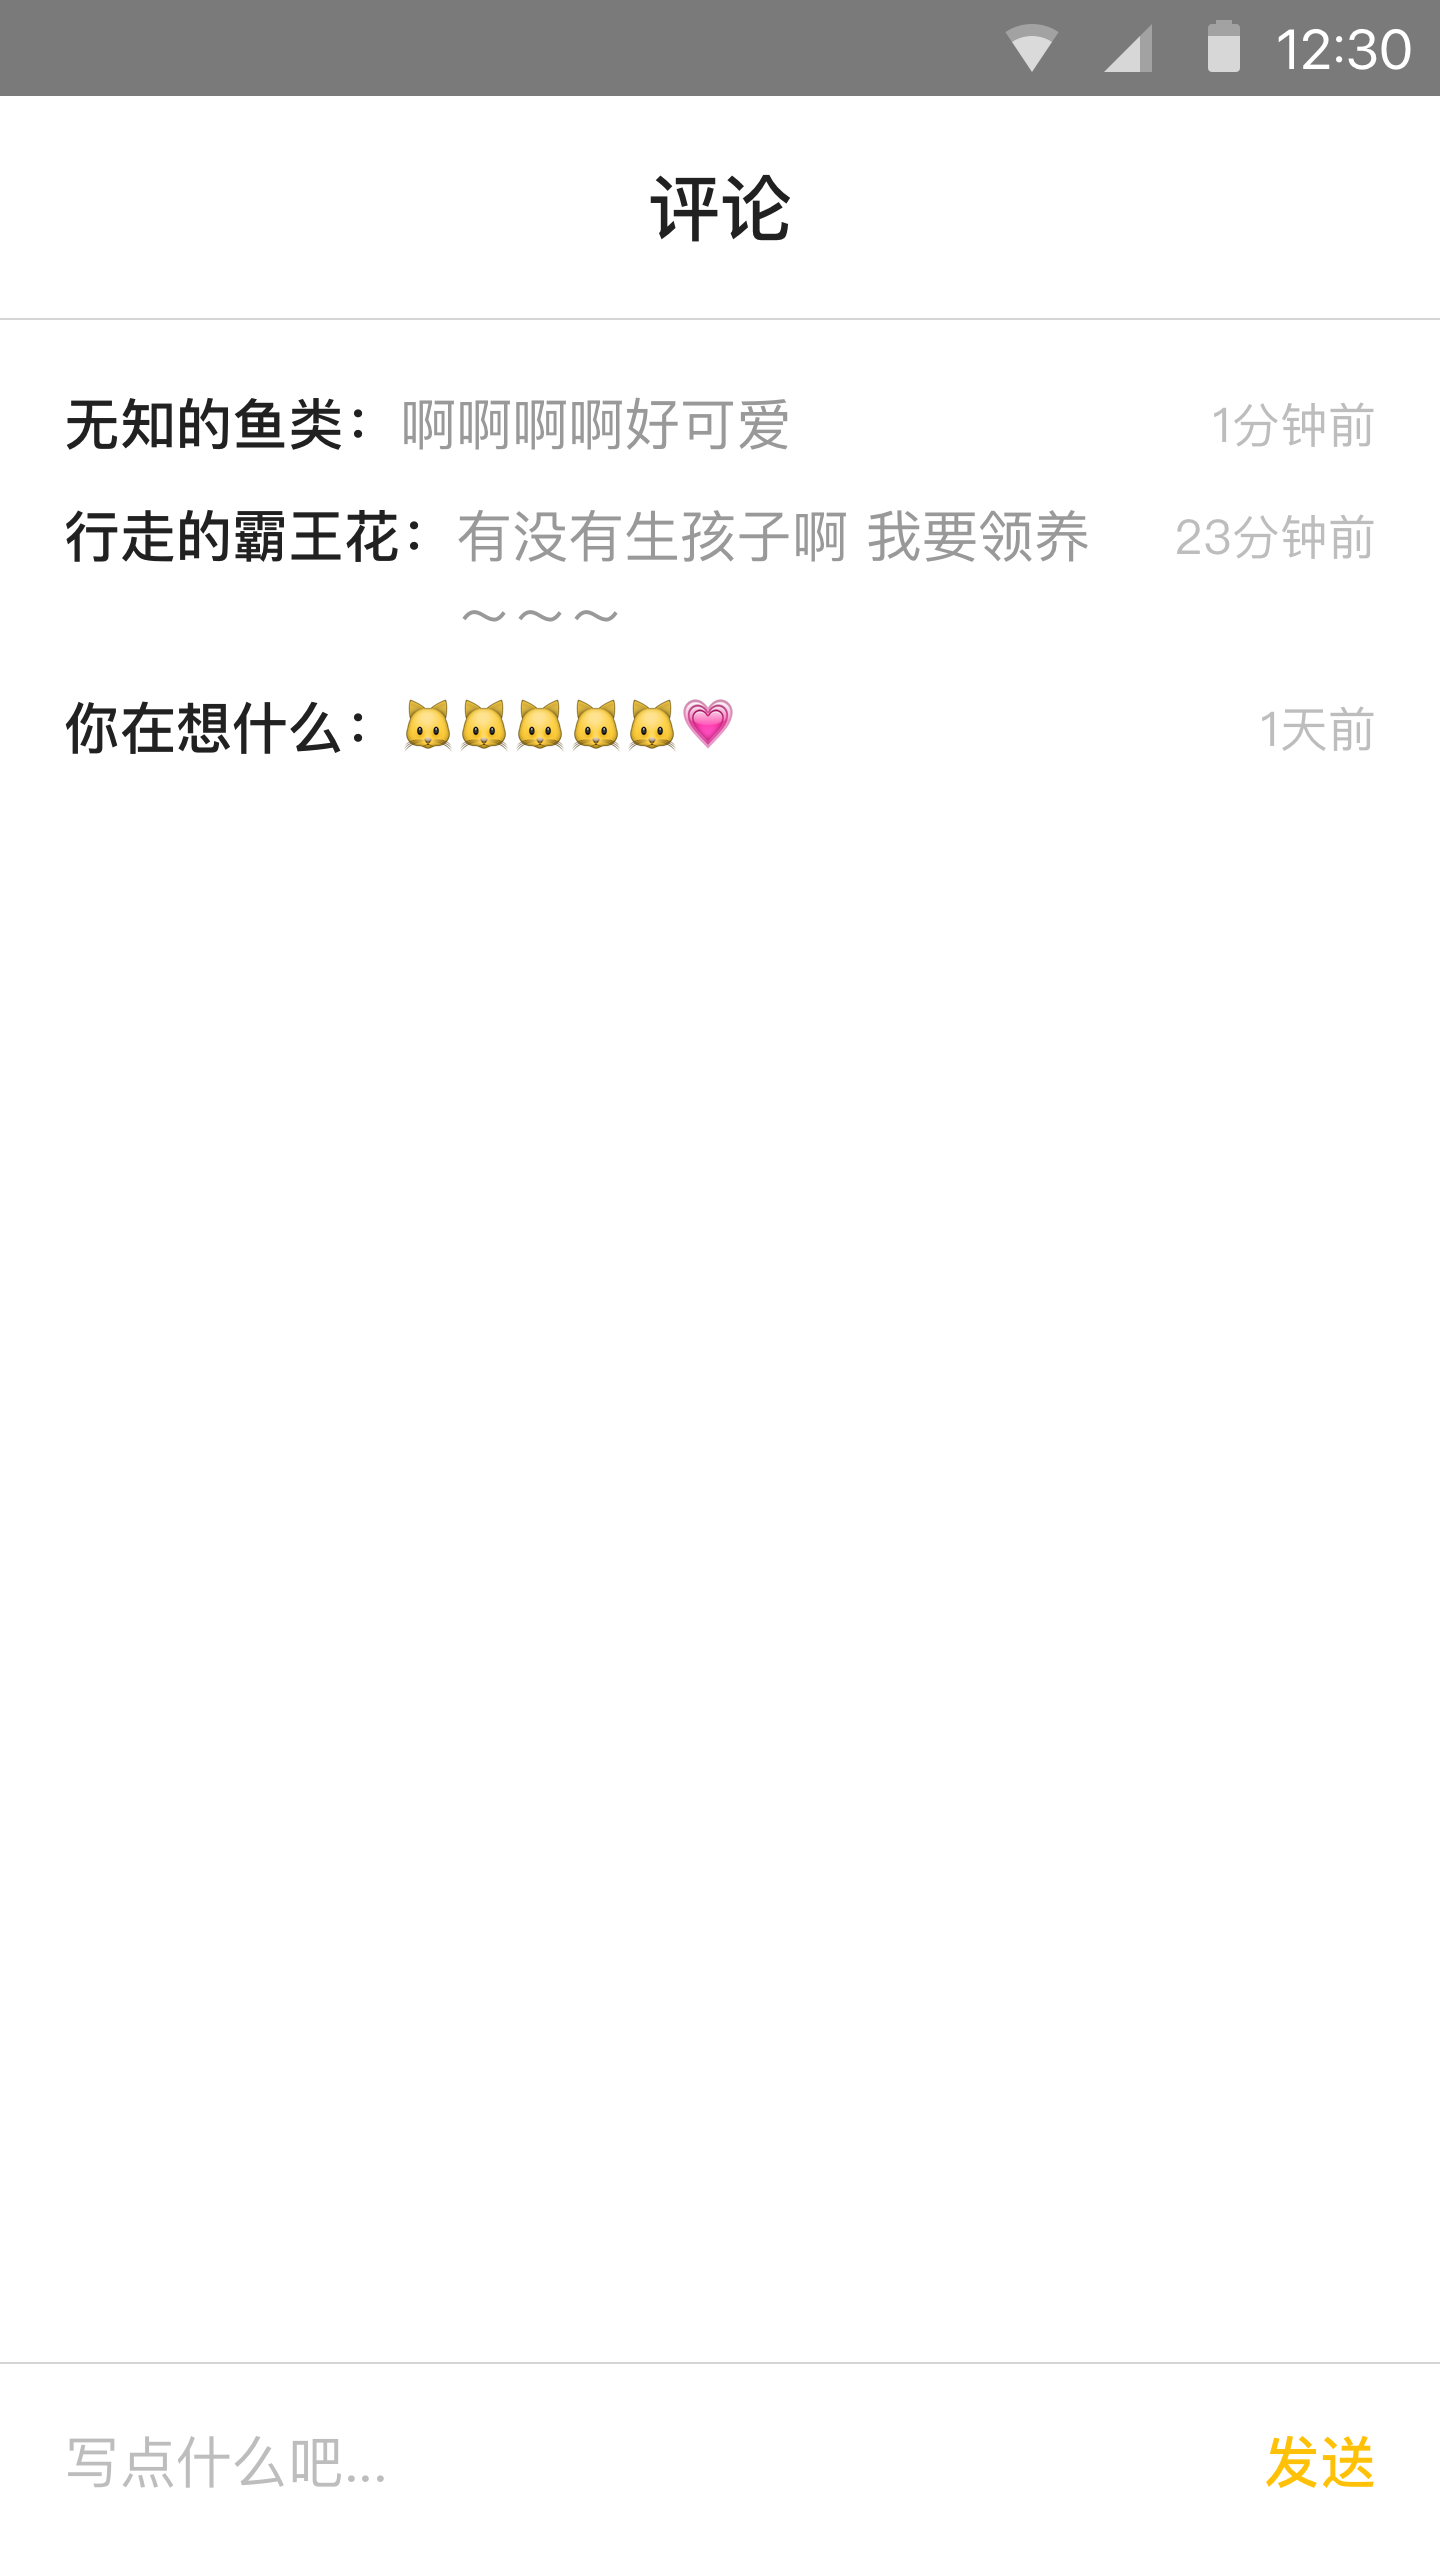 12:30
评论
无知的鱼类：啊啊啊啊好可爱 1分钟前
行走的霸王花：有没有生孩子啊 我要领养 23分钟前
～～～
你在想什么：🐱🐱🐱🐱🐱💗 1天前
写点什么吧... 发送